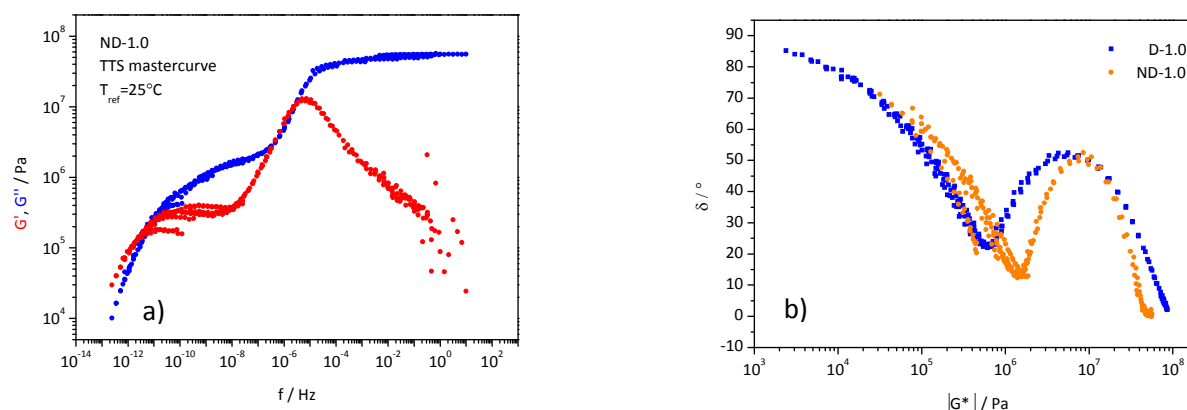 10^8
10^7
10^6
10^5
10^4
G', G'' / Pa
ND-1.0
TTS mastercurve
T_ref=25°C
a)
10^-14 10^-12 10^-10 10^-8 10^-6 10^-4 10^-2 10^0 10^2
f / Hz
90
80
70
60
50
40
30
20
10
0
-10
δ / °
D-1.0
ND-1.0
b)
10^3 10^4 10^5 10^6 10^7 10^8
|G*| / Pa